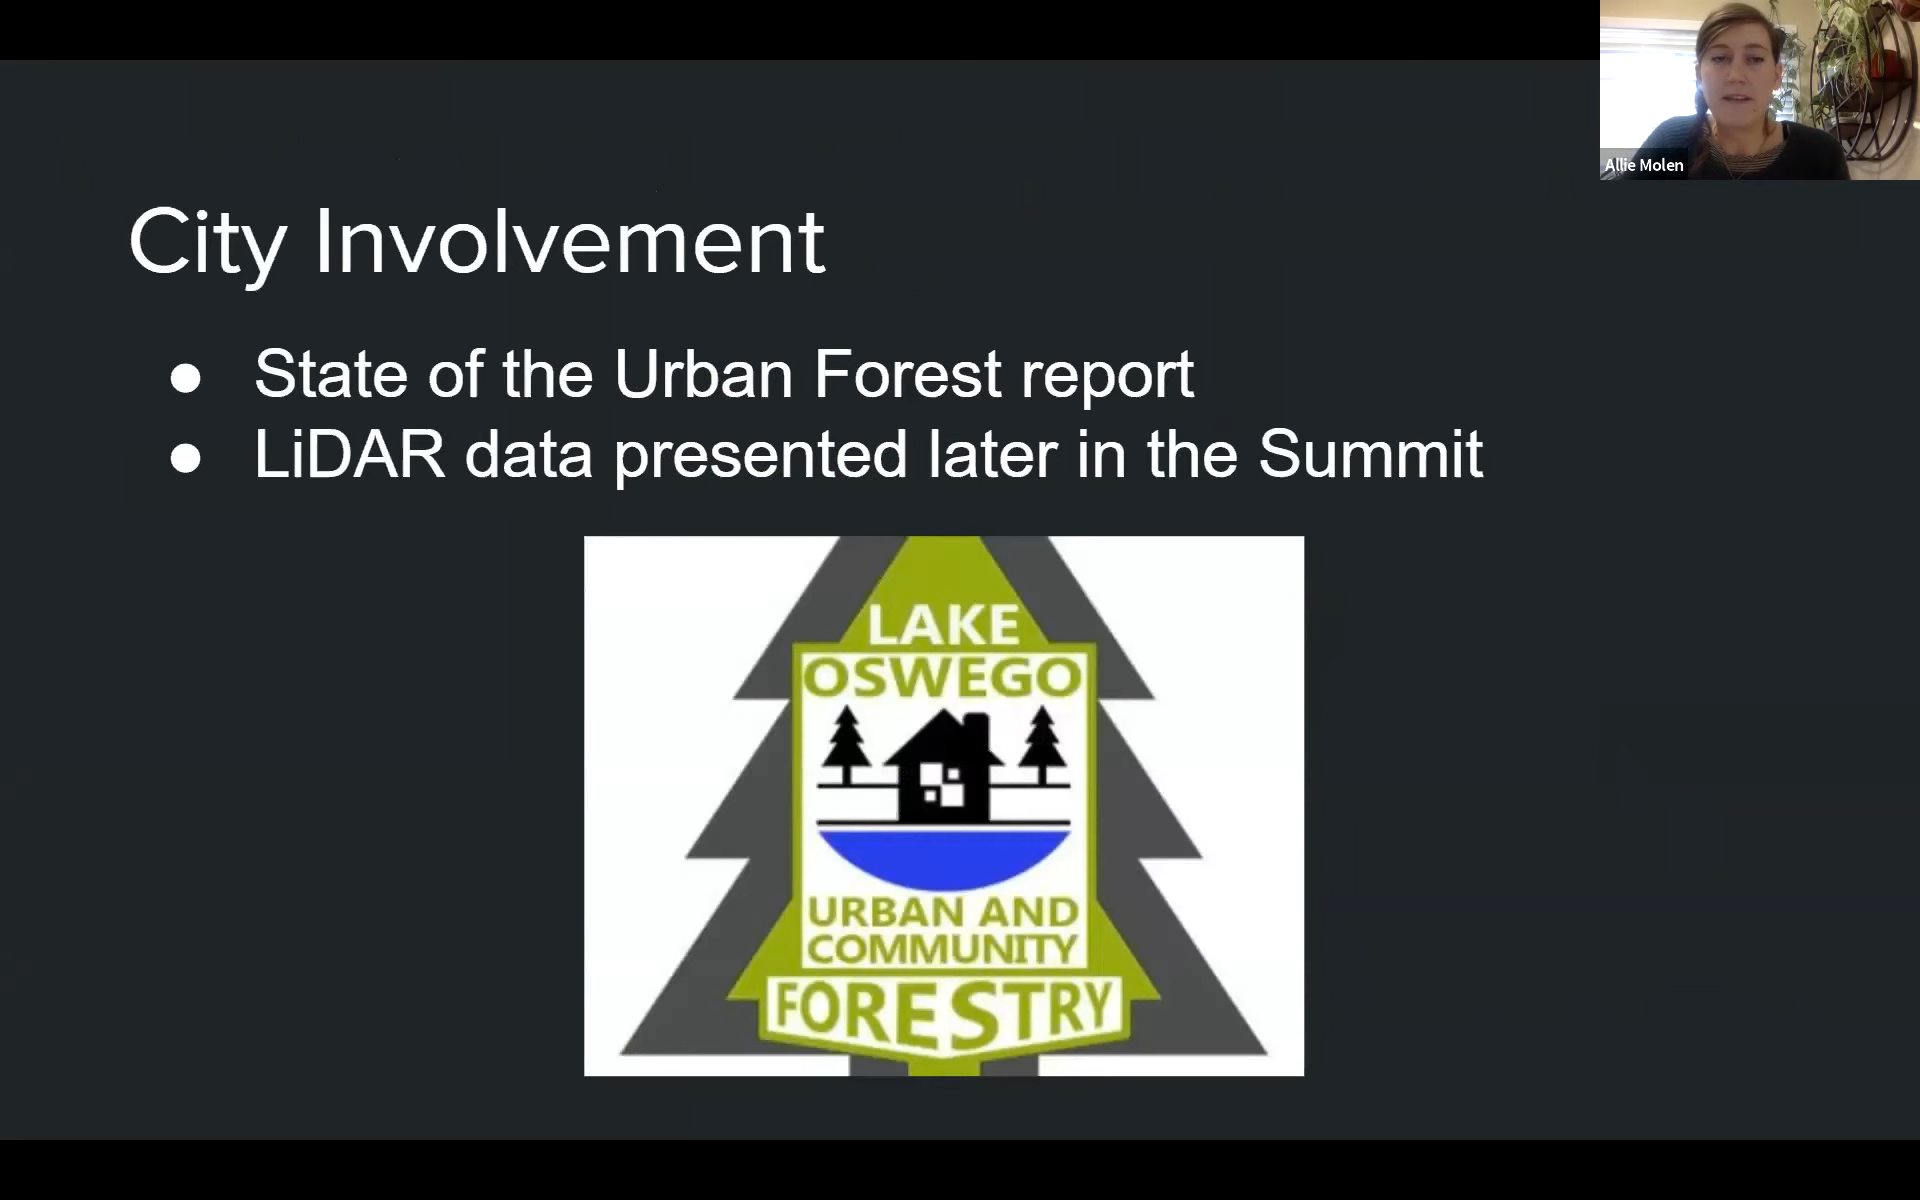 Allie Molen
City Involvement
● State of the Urban Forest report
● LiDAR data presented later in the Summit
LAKE
OSWEGO
URBAN AND
COMMUNITY
FORESTRY